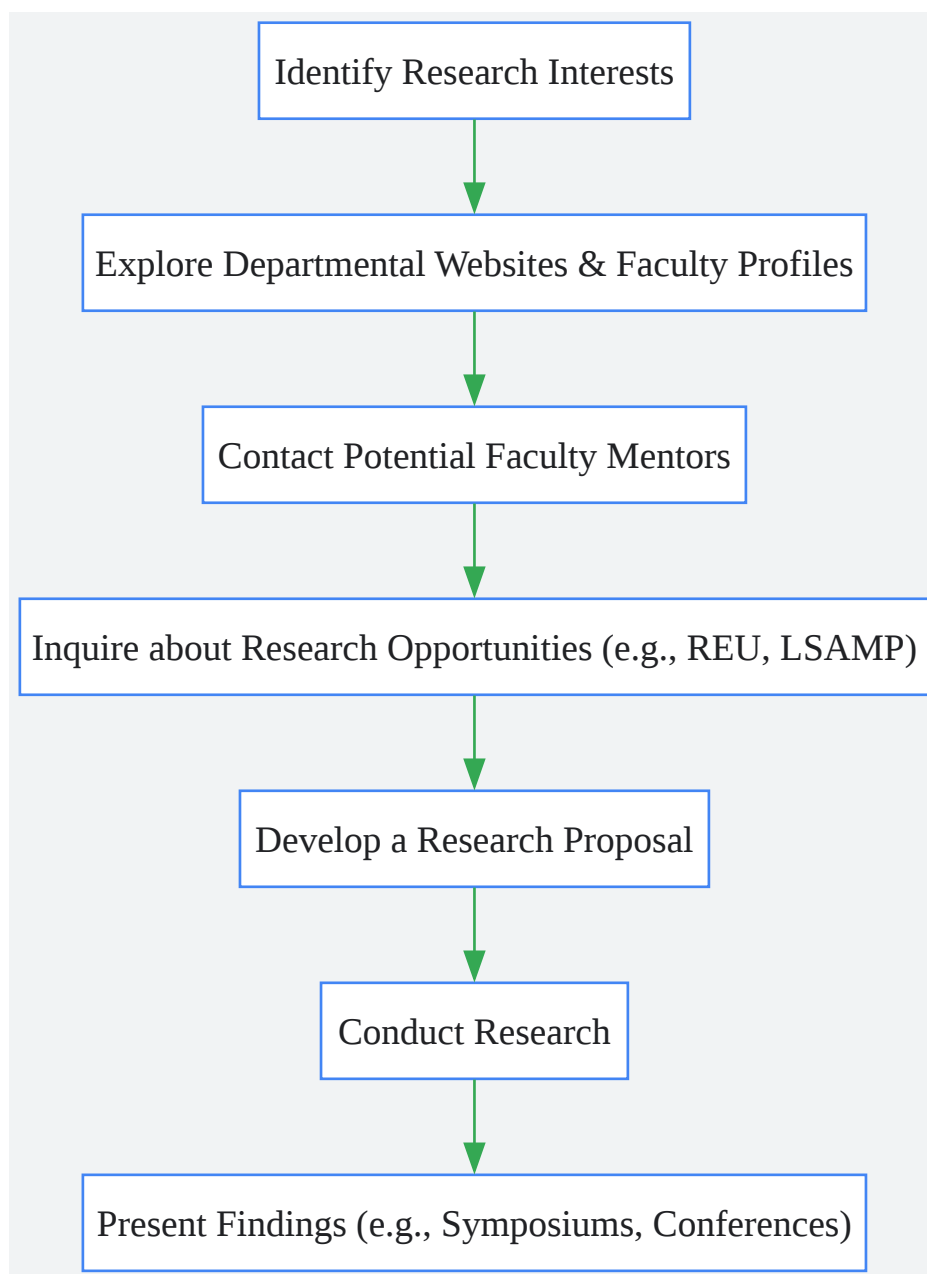 Identify Research Interests
Explore Departmental Websites & Faculty Profiles
Contact Potential Faculty Mentors
Inquire about Research Opportunities (e.g., REU, LSAMP)
Develop a Research Proposal
Conduct Research
Present Findings (e.g., Symposiums, Conferences)